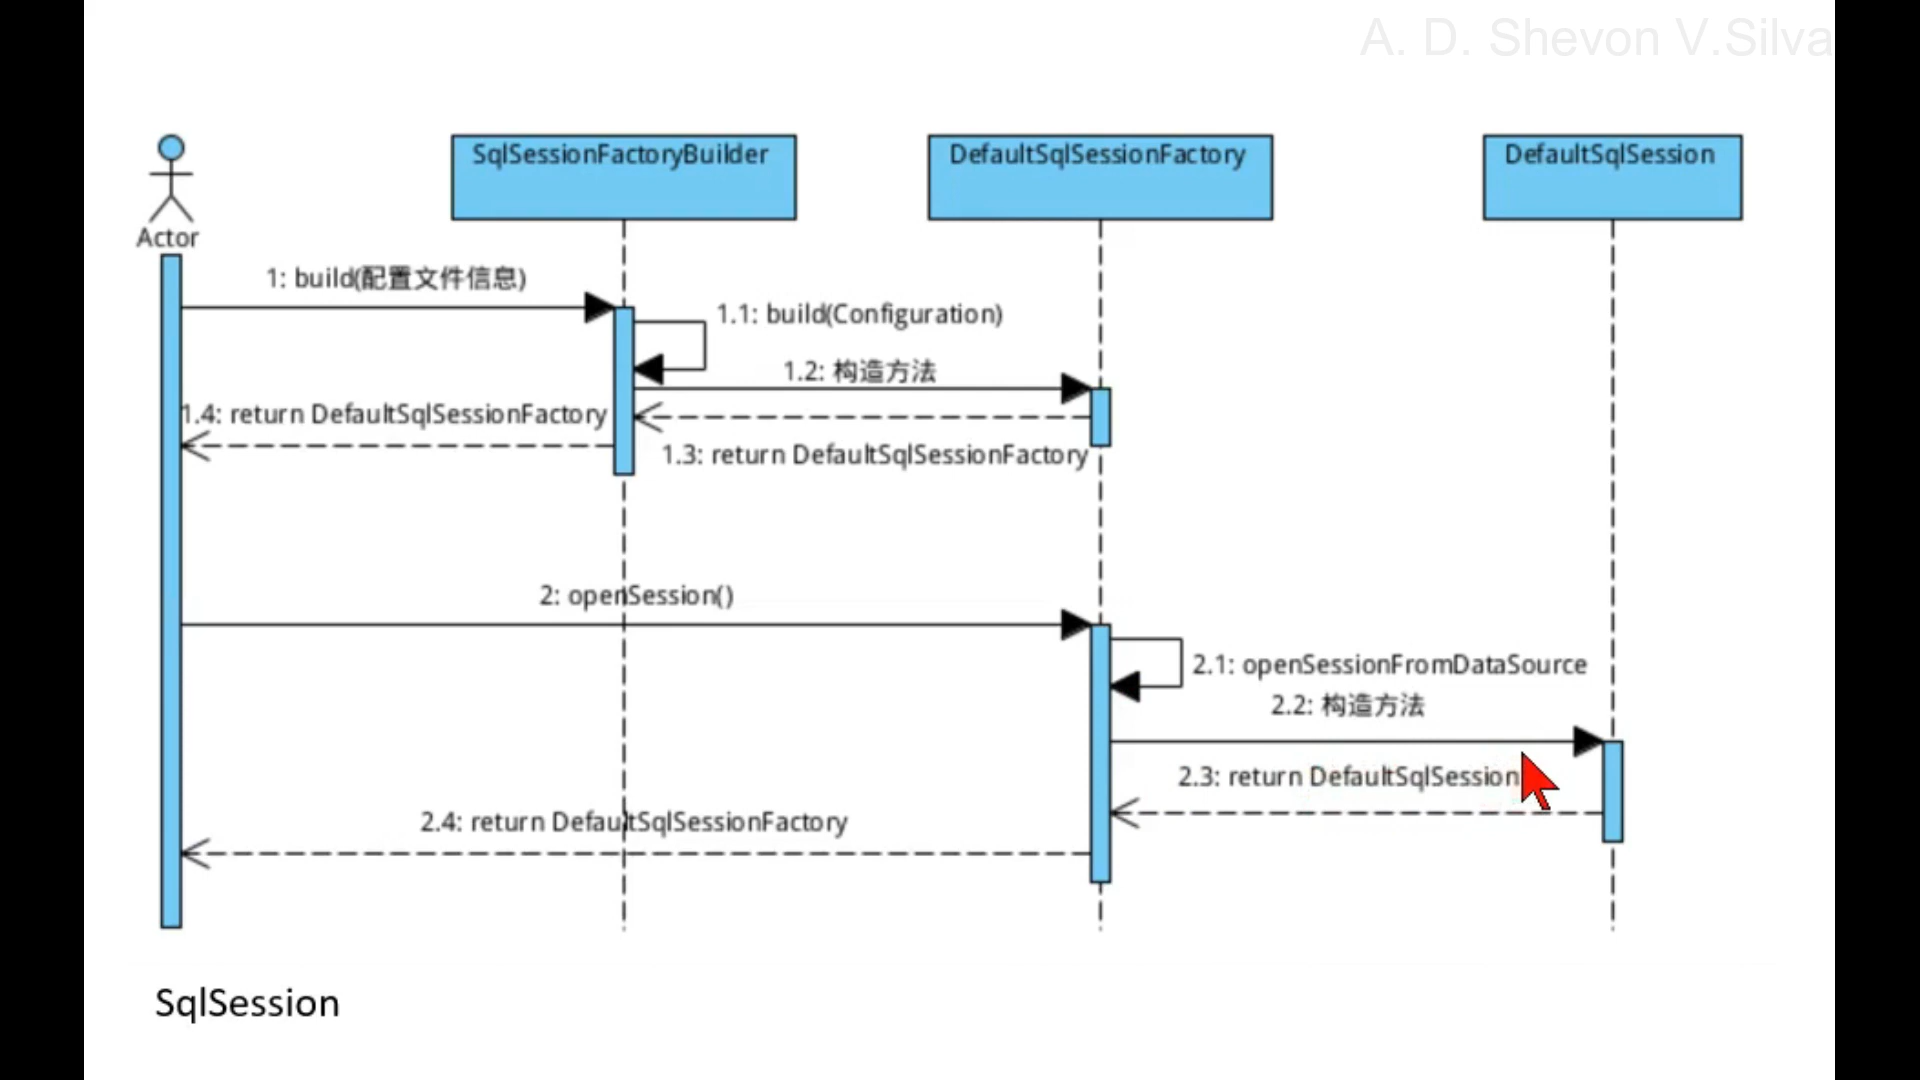 A. D. Shevon V.Silva
SqlSessionFactoryBuilder
DefaultSqlSessionFactory
DefaultSqlSession
Actor
1: build(配置文件信息)
1.1: build(Configuration)
1.2: 构造方法
1.4: return DefaultSqlSessionFactory
1.3: return DefaultSqlSessionFactory
2: openSession()
2.1: openSessionFromDataSource
2.2: 构造方法
2.3: return DefaultSqlSession
2.4: return DefaultSqlSessionFactory
SqlSession